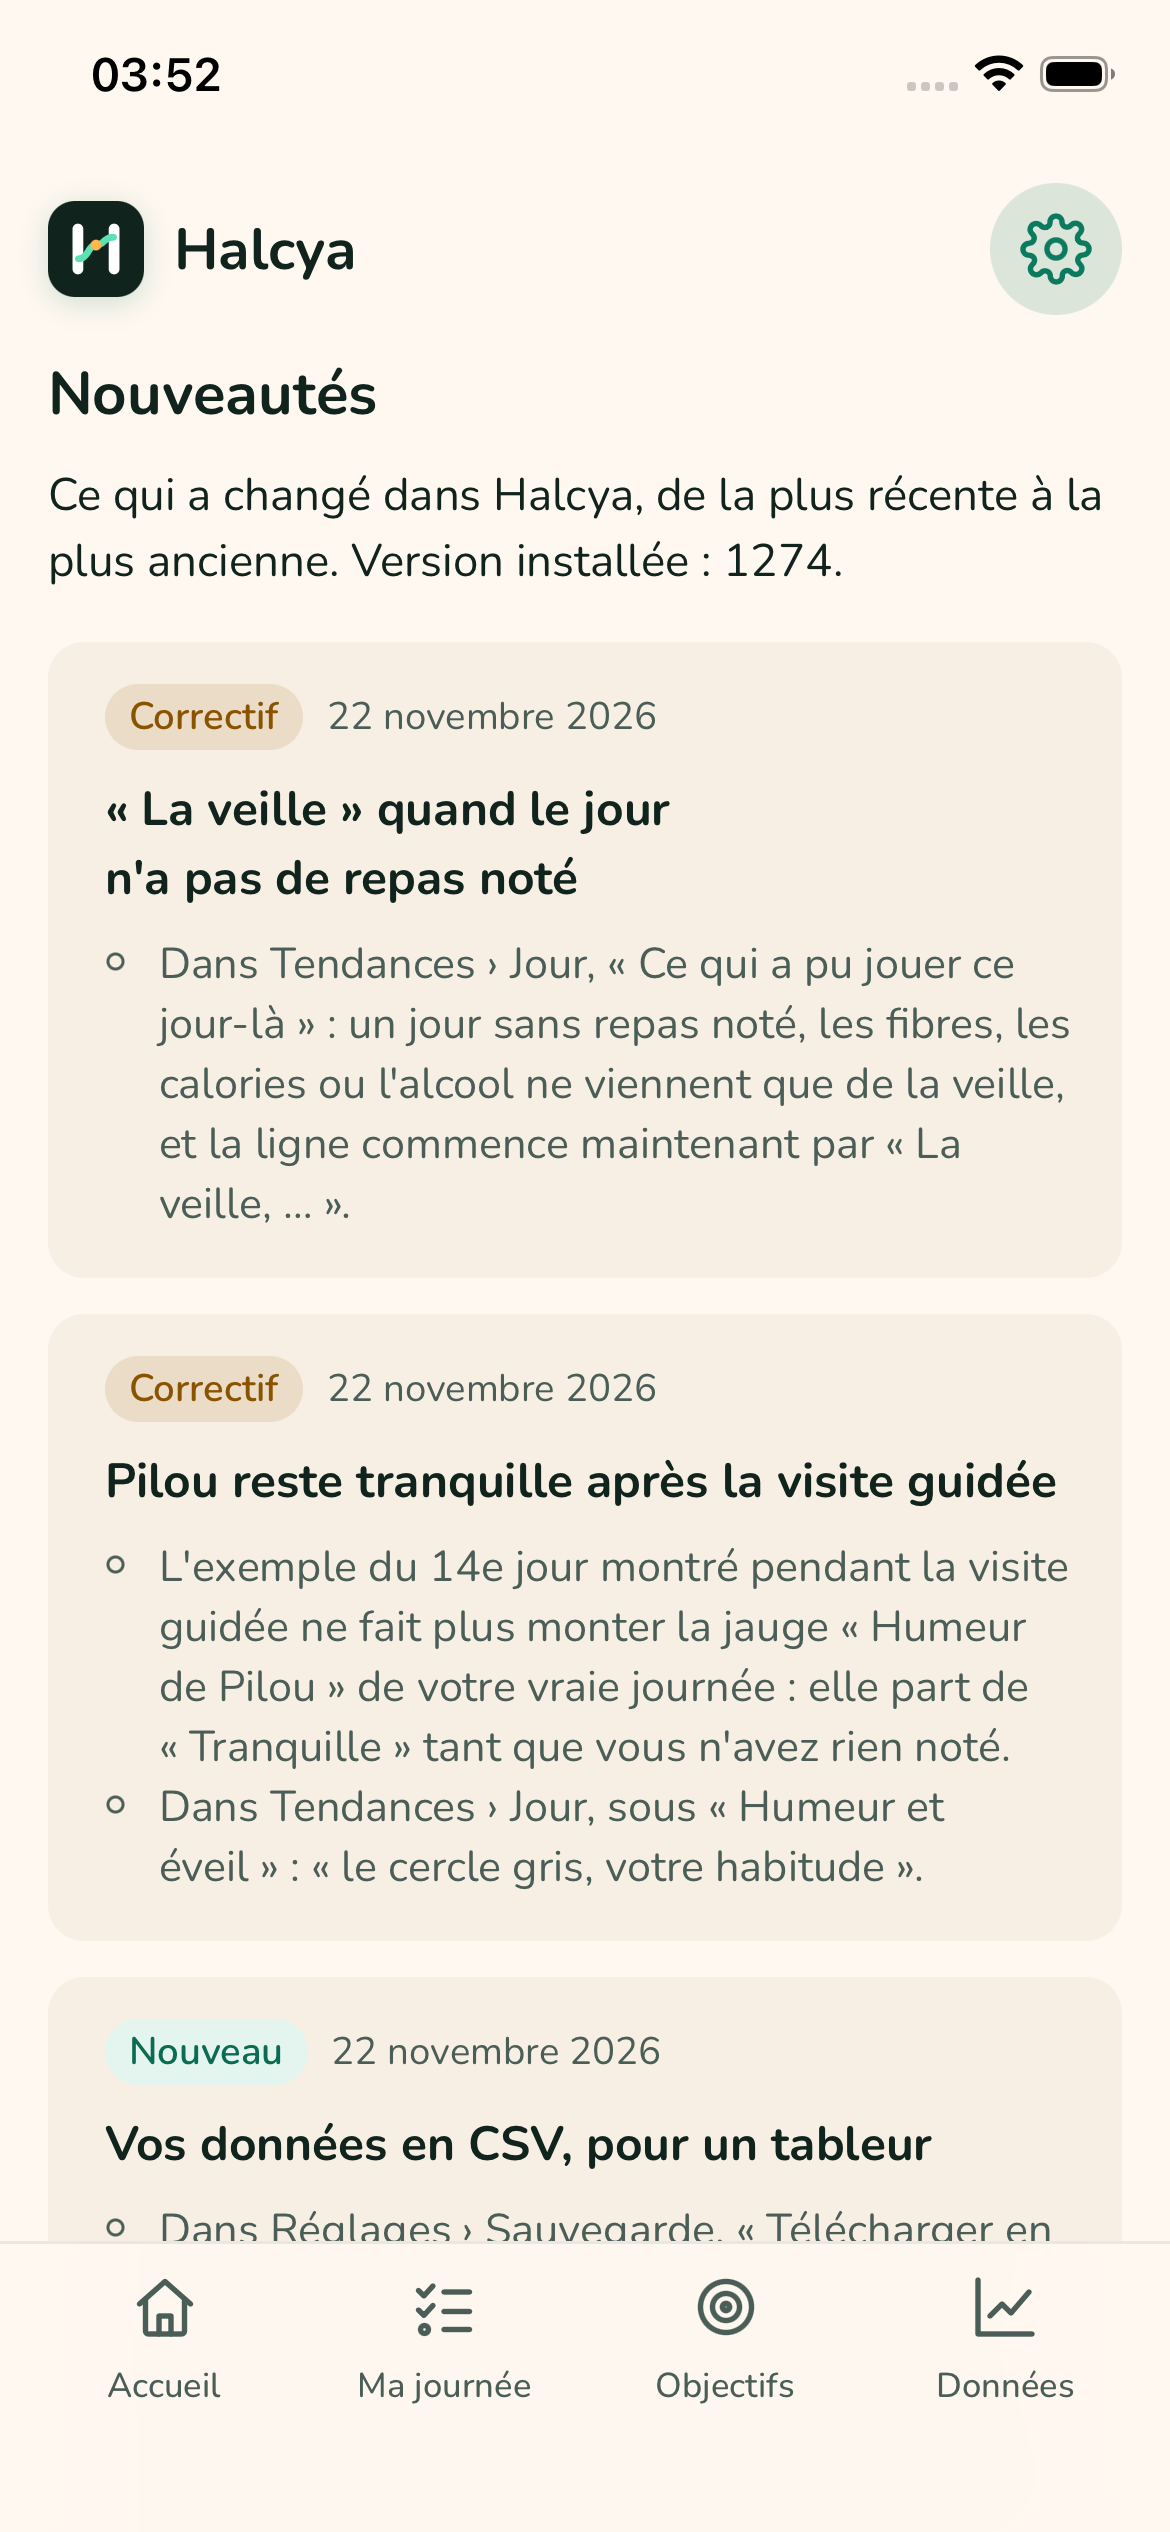 03:52
Halcya
Nouveautés
Ce qui a changé dans Halcya, de la plus récente à la
plus ancienne. Version installée : 1274.
Correctif 22 novembre 2026
« La veille » quand le jour
n'a pas de repas noté
Dans Tendances › Jour, « Ce qui a pu jouer ce
jour-là » : un jour sans repas noté, les fibres, les
calories ou l'alcool ne viennent que de la veille,
et la ligne commence maintenant par « La
veille, ... ».
Correctif 22 novembre 2026
Pilou reste tranquille après la visite guidée
L'exemple du 14e jour montré pendant la visite
guidée ne fait plus monter la jauge « Humeur
de Pilou » de votre vraie journée : elle part de
« Tranquille » tant que vous n'avez rien noté.
Dans Tendances › Jour, sous « Humeur et
éveil » : « le cercle gris, votre habitude ».
Nouveau 22 novembre 2026
Vos données en CSV, pour un tableur
Dans Réglages › Sauvegarde, « Télécharger en
Accueil
Ma journée
Objectifs
Données